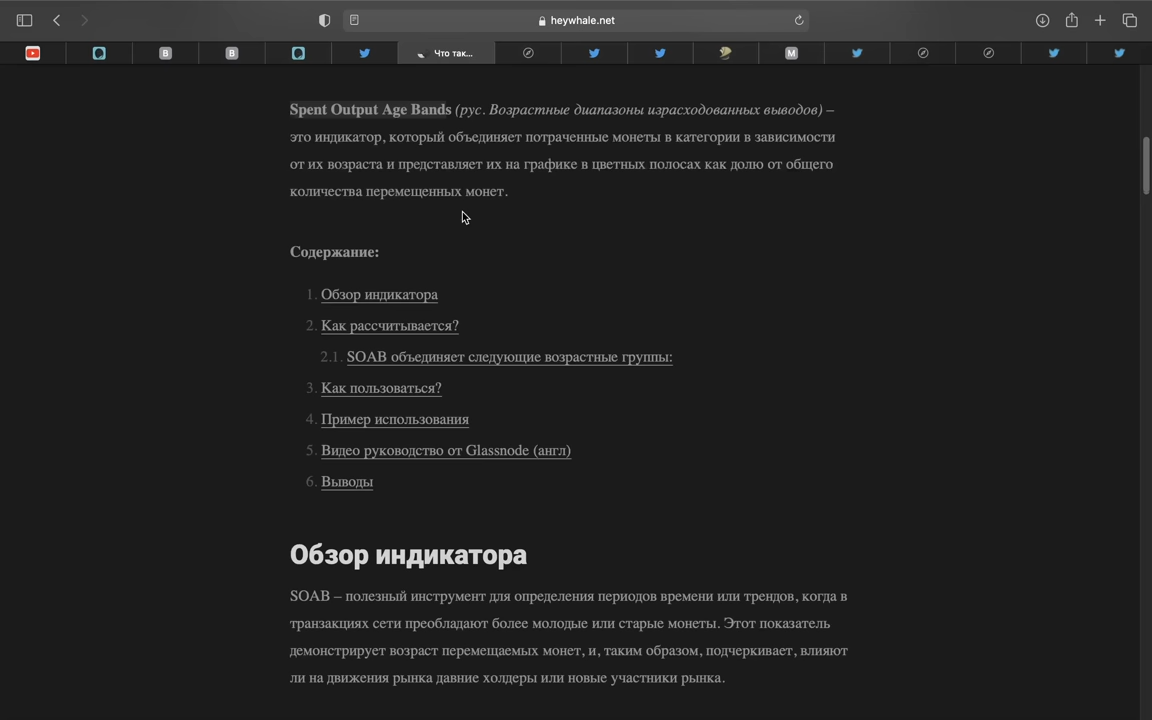 heywhale.net
B
B
Что так...
M
Spent Output Age Bands (рус. Возрастные диапазоны израсходованных выводов) –
это индикатор, который объединяет потраченные монеты в категории в зависимости
от их возраста и представляет их на графике в цветных полосах как долю от общего
количества перемещенных монет.
Содержание:
1. Обзор индикатора
2. Как рассчитывается?
2.1. SOAB объединяет следующие возрастные группы:
3. Как пользоваться?
4. Пример использования
5. Видео руководство от Glassnode (англ)
6. Выводы
Обзор индикатора
SOAB – полезный инструмент для определения периодов времени или трендов, когда в
транзакциях сети преобладают более молодые или старые монеты. Этот показатель
демонстрирует возраст перемещаемых монет, и, таким образом, подчеркивает, влияют
ли на движения рынка давние холдеры или новые участники рынка.